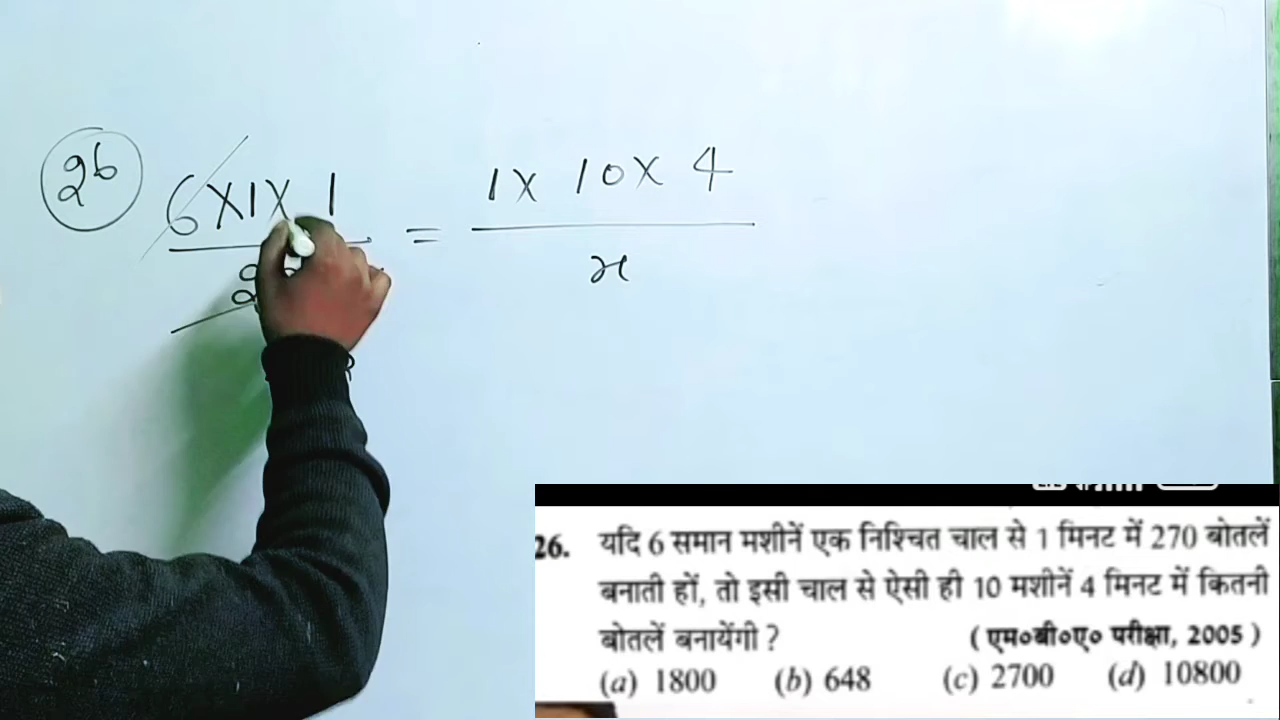 26
6 X 1 X 1 = 1 X 10 X 4
x
26. यदि 6 समान मशीनें एक निश्चित चाल से 1 मिनट में 270 बोतलें
बनाती हों, तो इसी चाल से ऐसी ही 10 मशीनें 4 मिनट में कितनी
बोतलें बनायेंगी ?
( एम०बी०ए० परीक्षा, 2005 )
(a) 1800 (b) 648 (c) 2700 (d) 10800